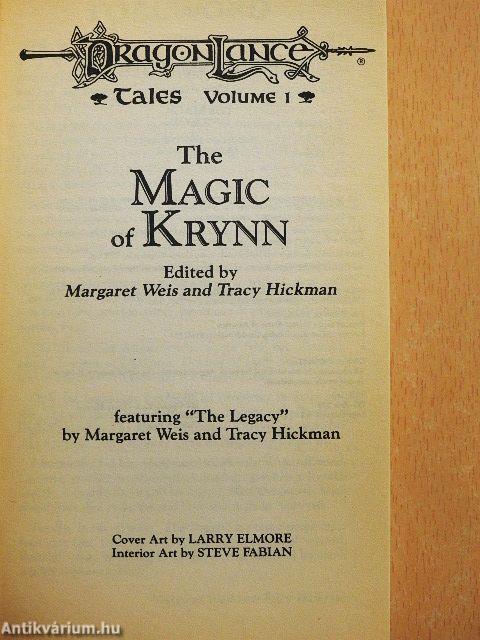 DRAGONLANCE ®
Tales Volume 1
The
MAGIC
of KRYNN
Edited by
Margaret Weis and Tracy Hickman
featuring “The Legacy”
by Margaret Weis and Tracy Hickman
Cover Art by LARRY ELMORE
Interior Art by STEVE FABIAN
Antikvárium.hu